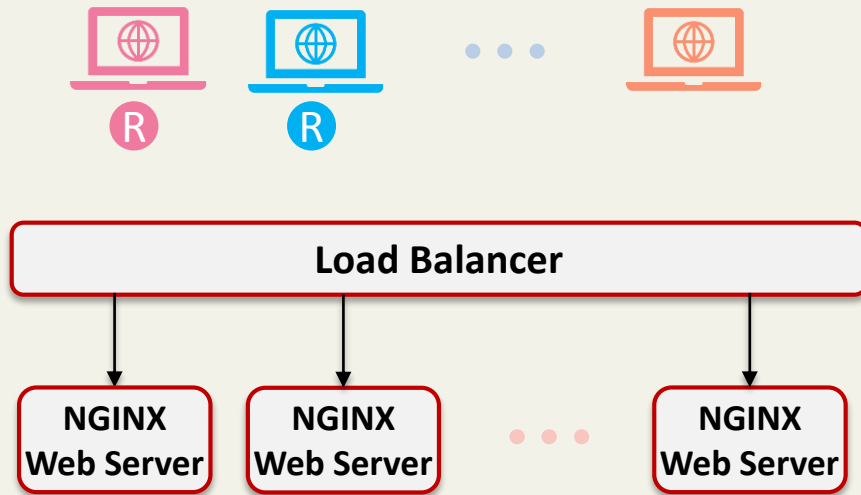 R
R
Load Balancer
NGINX
Web Server
NGINX
Web Server
NGINX
Web Server